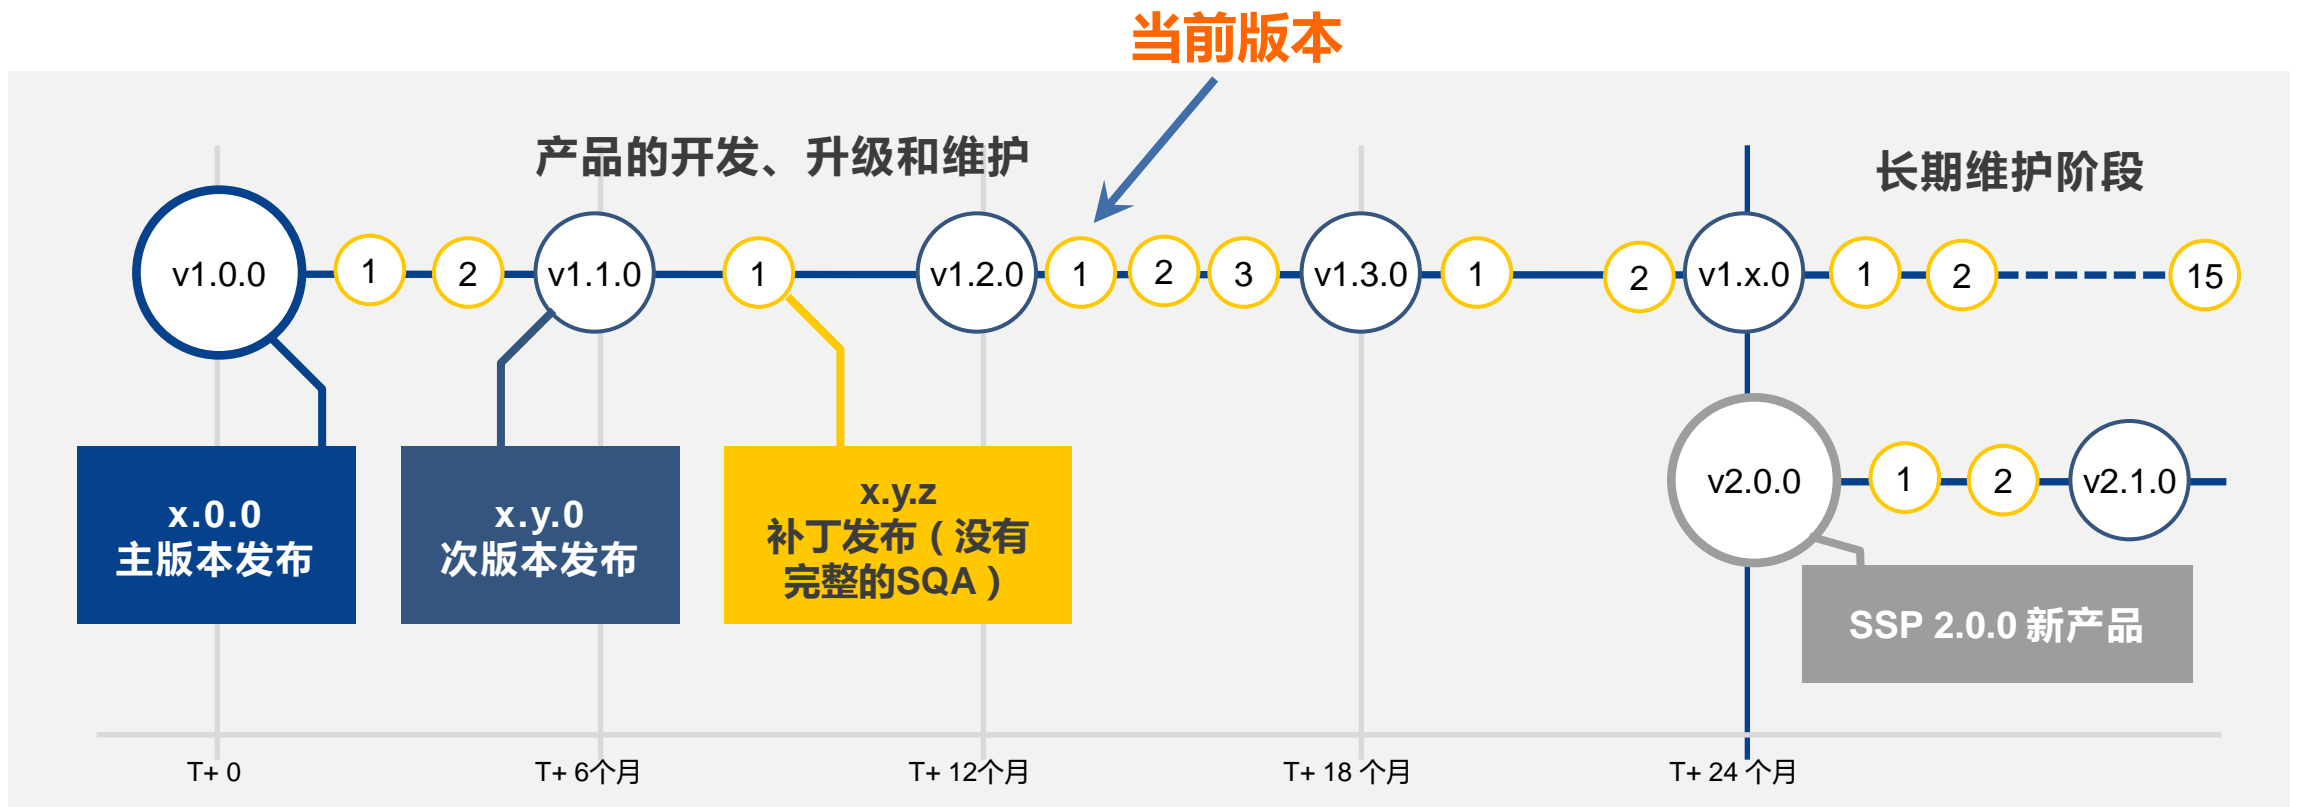 当前版本
产品的开发、升级和维护
长期维护阶段
v1.0.0
1
2
v1.1.0
1
v1.2.0
1
2
3
v1.3.0
1
2
v1.x.0
1
2
15
x.0.0
主版本发布
x.y.0
次版本发布
x.y.z
补丁发布（没有
完整的SQA）
v2.0.0
1
2
v2.1.0
SSP 2.0.0 新产品
T+ 0
T+ 6个月
T+ 12个月
T+ 18 个月
T+ 24 个月